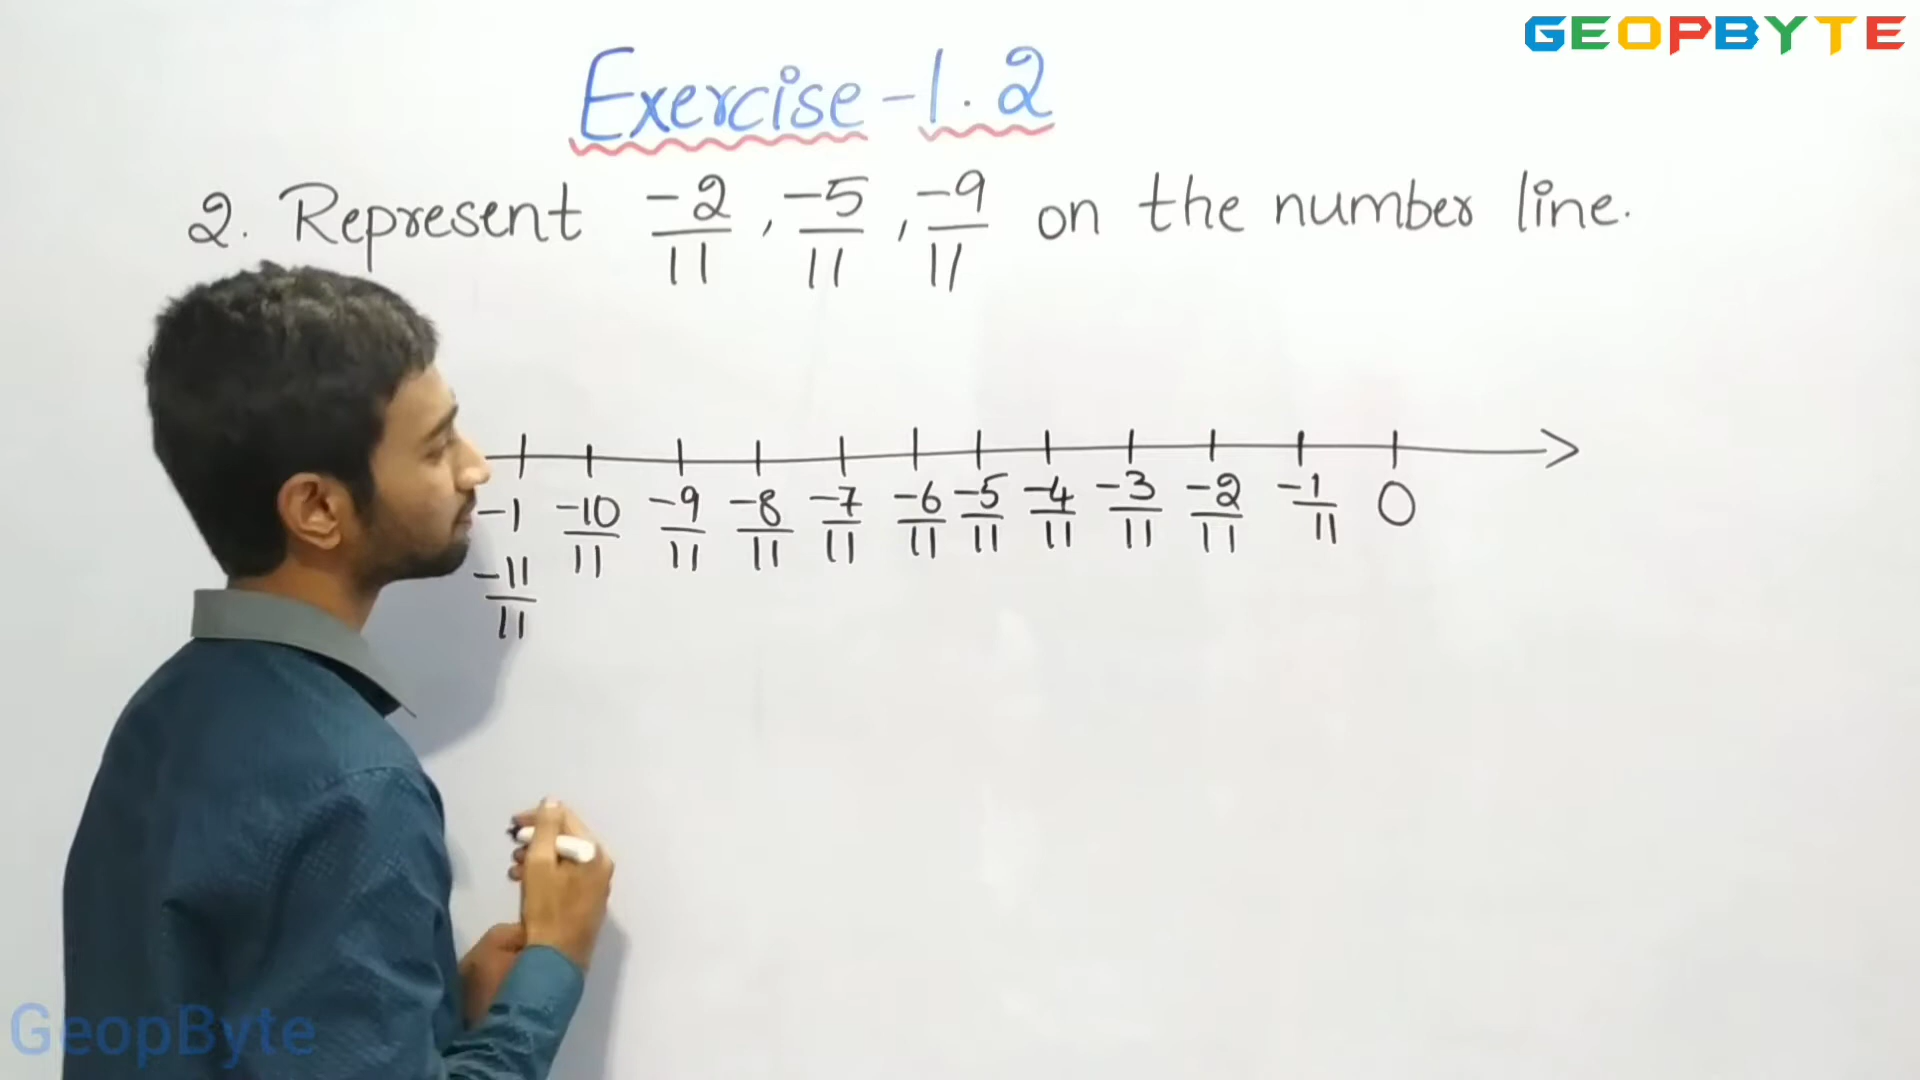 GEOPBYTE
Exercise-1.2
2. Represent -2/11, -5/11, -9/11 on the number line.
-1 -10/11 -9/11 -8/11 -7/11 -6/11 -5/11 -4/11 -3/11 -2/11 -1/11 0
-11/11
GeopByte